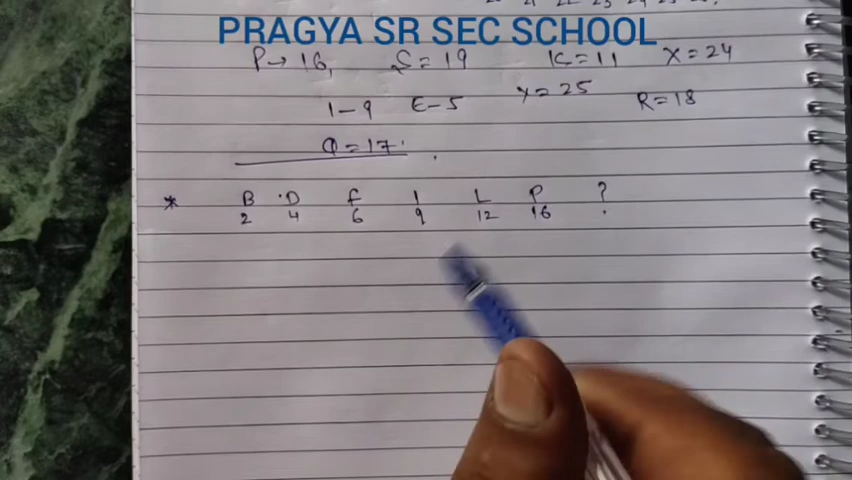 PRAGYA SR SEC SCHOOL
P→ 16, S = 19 K = 11 X = 24
1-9 E-5 Y = 25 R = 18
Q = 17
* B D F I L P ?
2 4 6 9 12 16 .